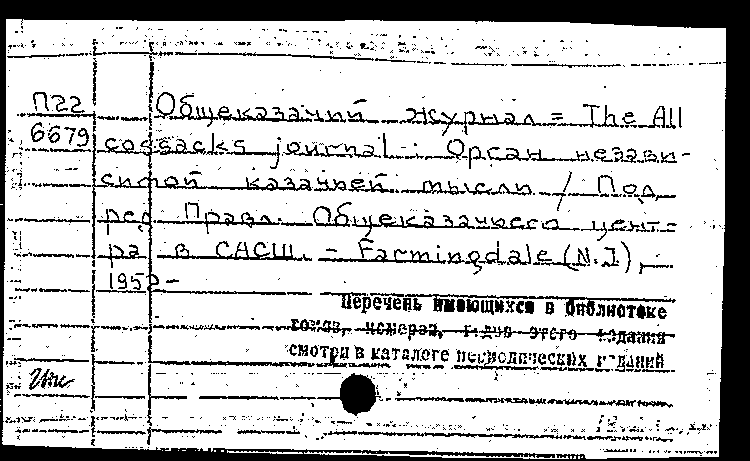 П22 Общеказачий журнал = The All
6679 cossacks journal : Орган незави-
симой казачьей мысли / Под
ред. Правл. Общеказачьего цент-
ра в САСШ. - Farmingdale (N.J),
1952-
Перечень имеющихся в библиотеке
томов, номеров, годов этого издания
смотри в каталоге периодических изданий